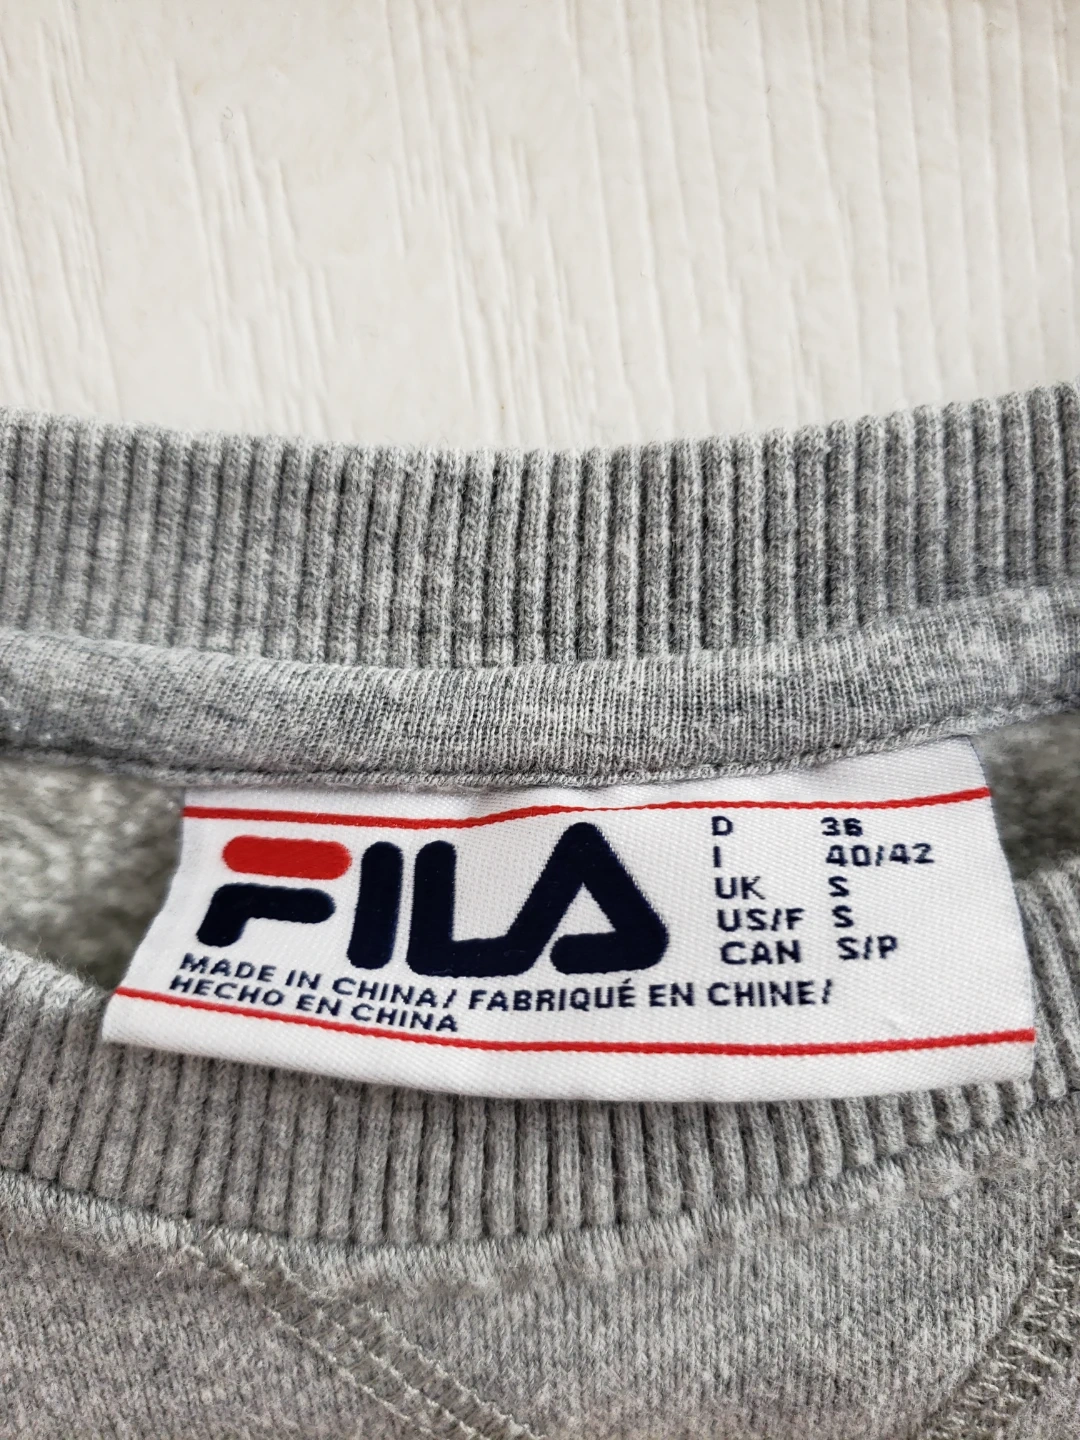 FILA
D 36
I 40/42
UK S
US/F S
CAN S/P
MADE IN CHINA/ FABRIQUÉ EN CHINE/
HECHO EN CHINA